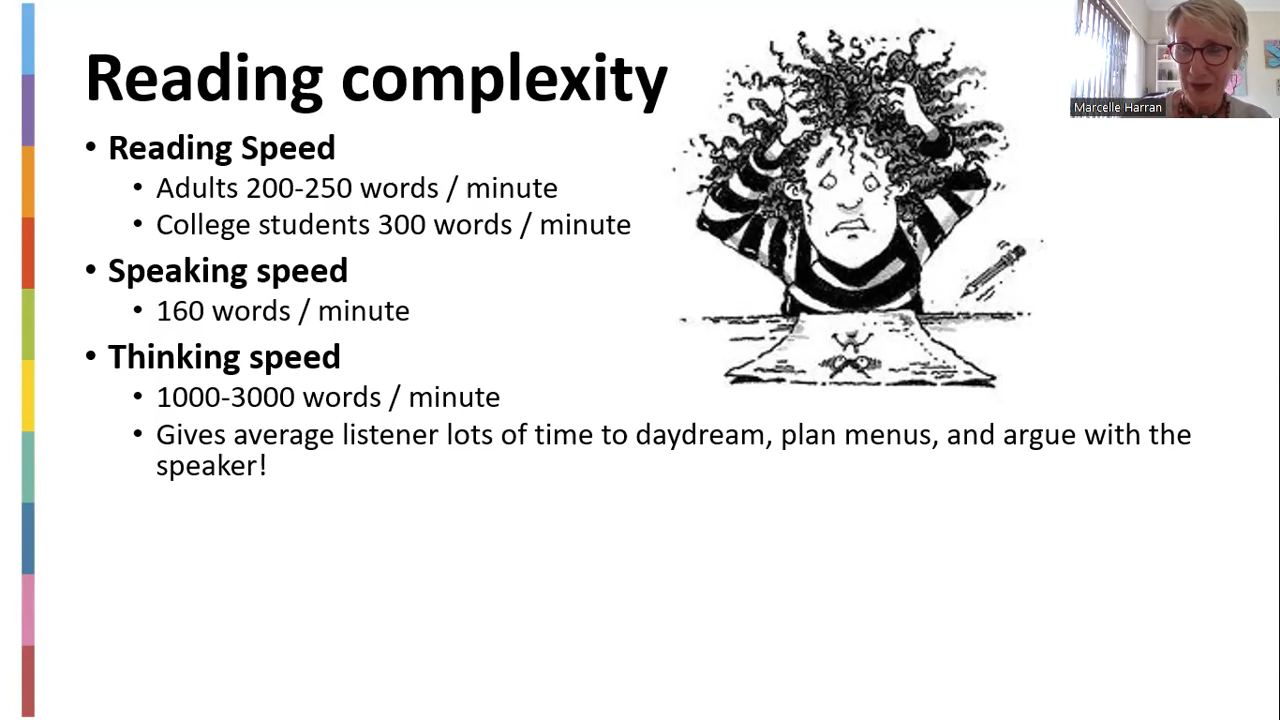 Reading complexity
• Reading Speed
• Adults 200-250 words / minute
• College students 300 words / minute
• Speaking speed
• 160 words / minute
• Thinking speed
• 1000-3000 words / minute
• Gives average listener lots of time to daydream, plan menus, and argue with the
speaker!
Marcelle Harran